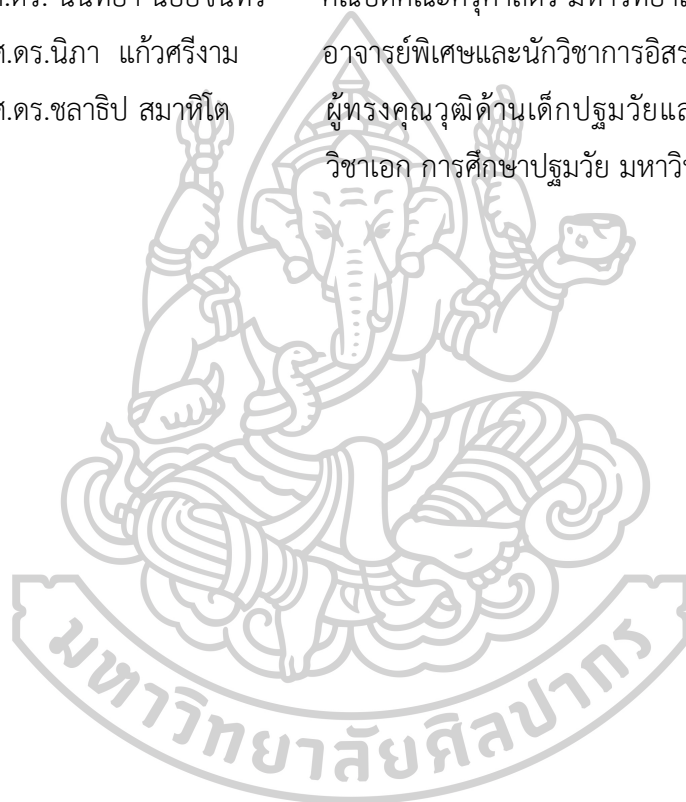 ศ.ดร.นิภา แก้วศรีงาม อาจารย์พิเศษและนักวิชาการอิสร
ศ.ดร.ชลาธิป สมาหิโต ผู้ทรงคุณวุฒิด้านเด็กปฐมวัยแล
วิชาเอก การศึกษาปฐมวัย มหาวิท
มหาวิทยาลัยศิลปากร